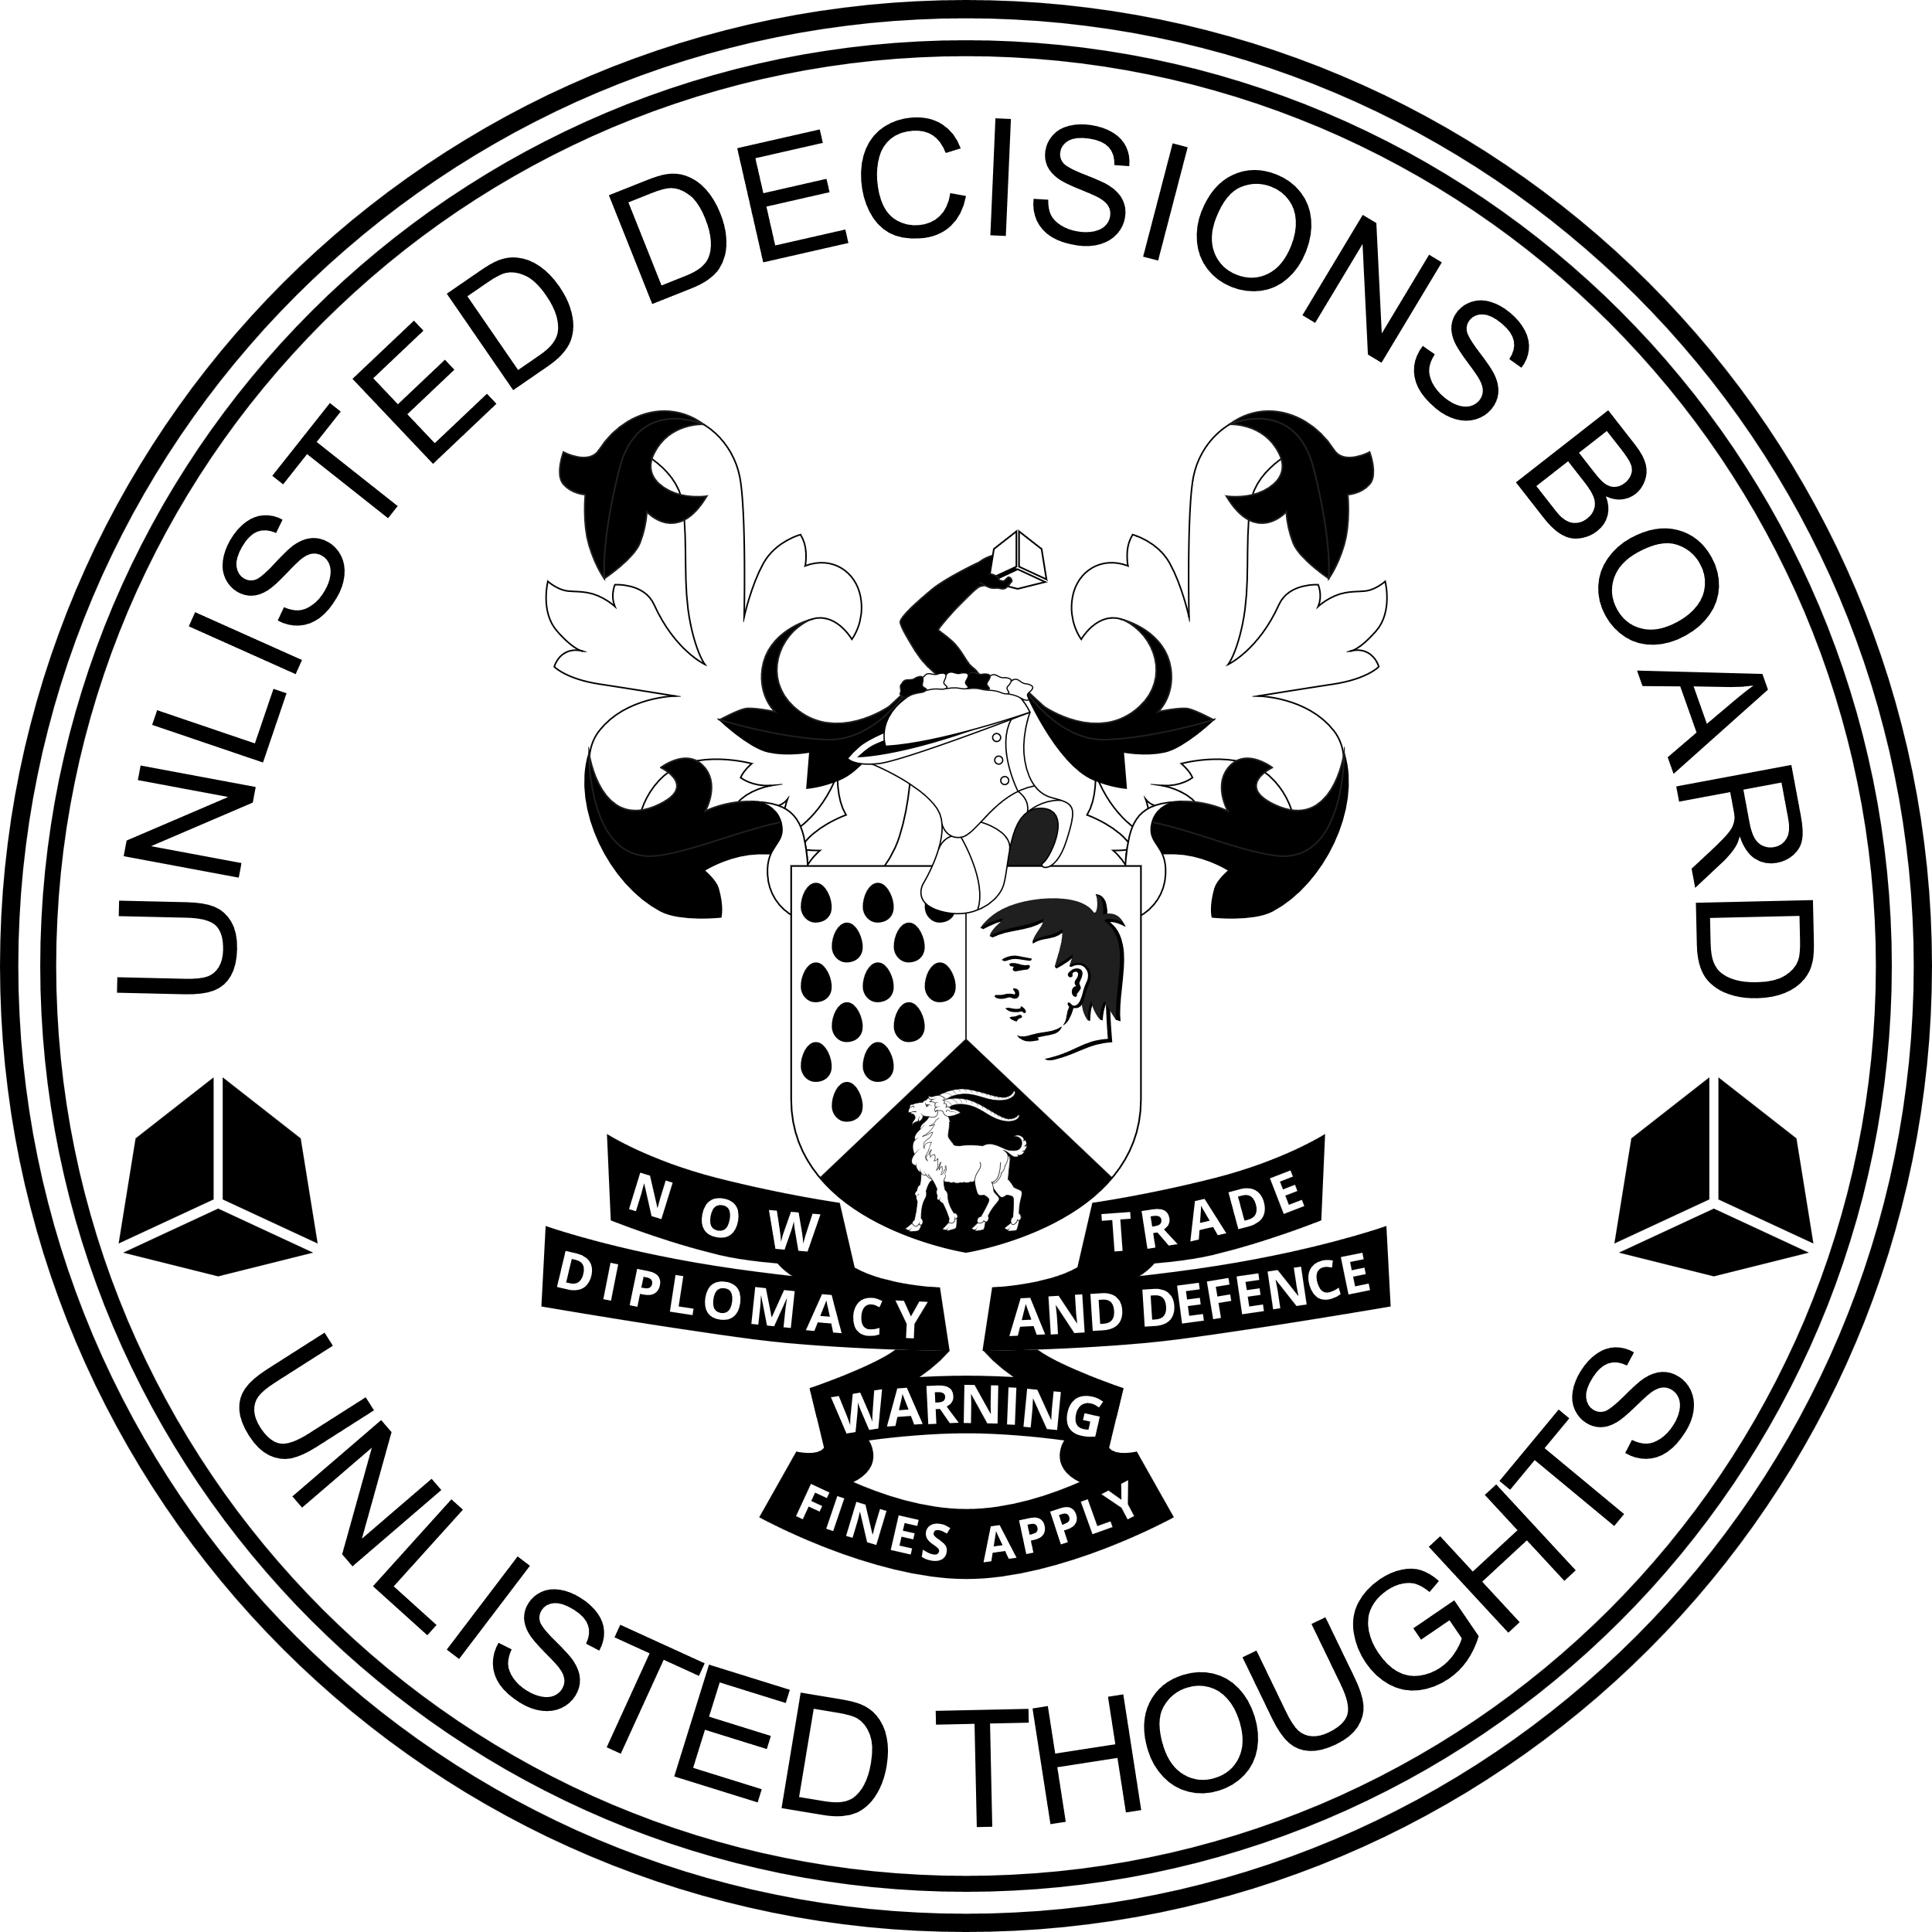 UNLISTED DECISIONS BOARD
NOW TRADE
DIPLOMACY AND DEFENCE
WARNING
FINES APPLY
UNLISTED THOUGHTS